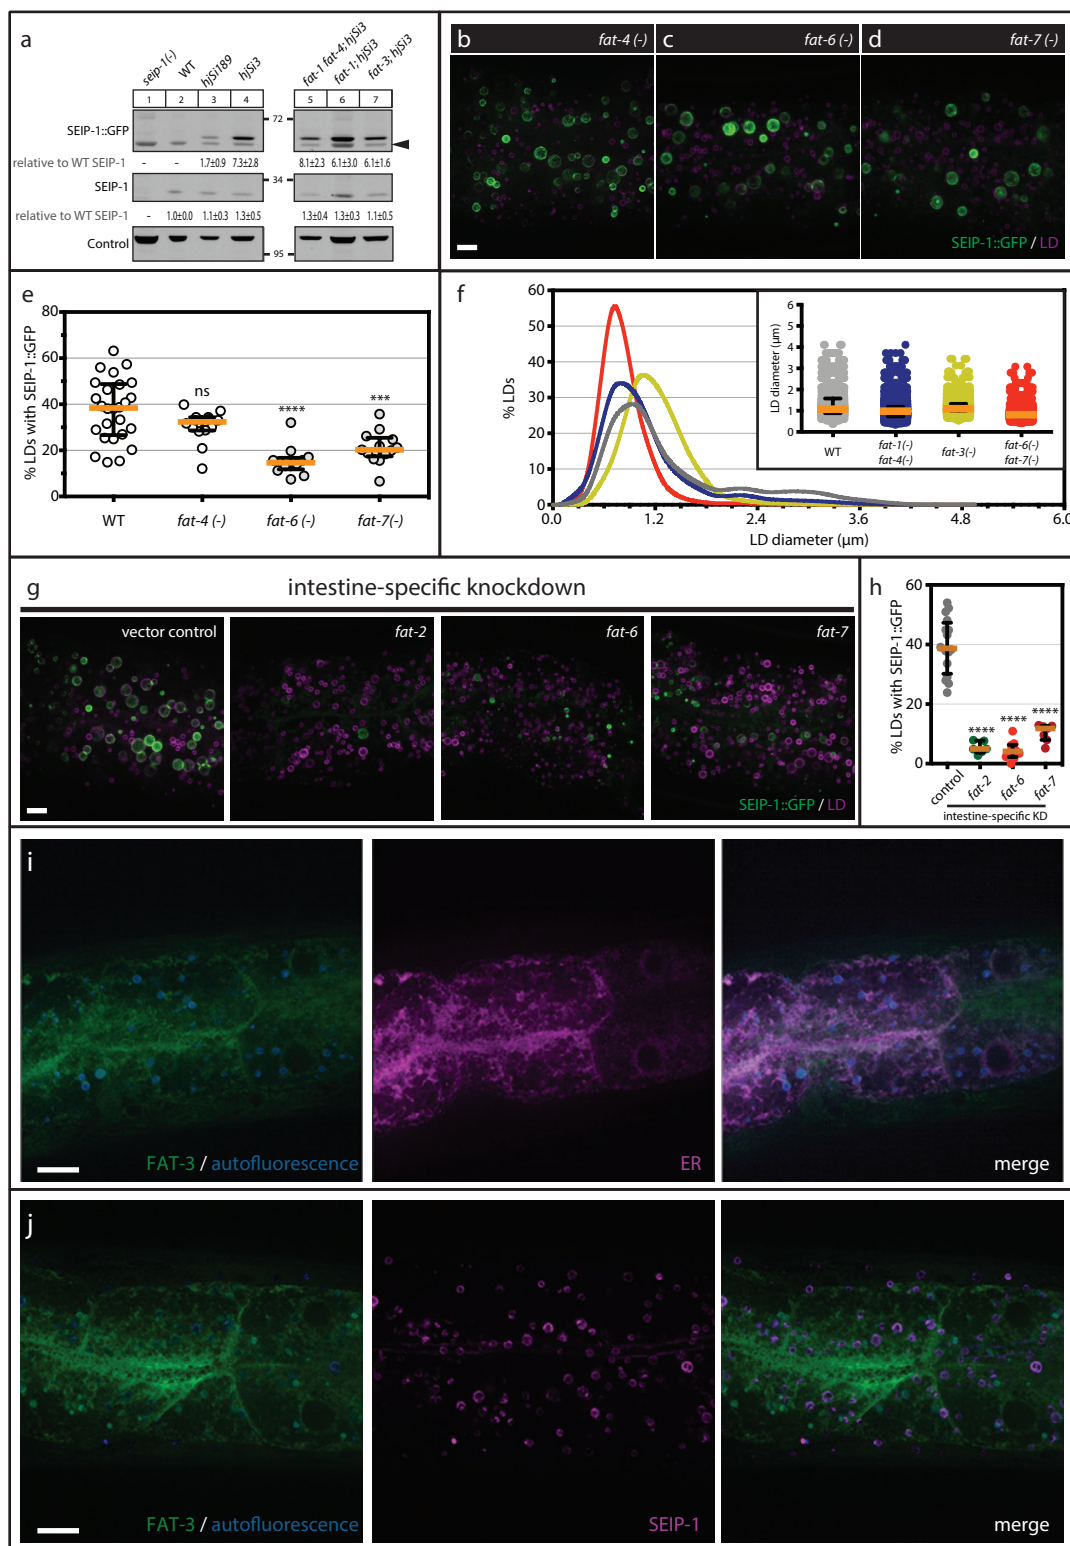 a
seip-1(-)
WT
hjSi189
hjSi3
fat-1 fat-4; hjSi3
fat-1; hjSi3
fat-3; hjSi3
1 2 3 4 5 6 7
SEIP-1::GFP
72
relative to WT SEIP-1 - - 1.7±0.9 7.3±2.8 8.1±2.3 6.1±3.0 6.1±1.6
34
SEIP-1
relative to WT SEIP-1 - 1.0±0.0 1.1±0.3 1.3±0.5 1.3±0.4 1.3±0.3 1.1±0.5
Control
95
b fat-4 (-)
c fat-6 (-)
d fat-7 (-)
SEIP-1::GFP / LD
e
% LDs with SEIP-1::GFP
80
60
40
20
0
ns
****
***
WT fat-4 (-) fat-6 (-) fat-7(-)
f
% LDs
60
50
40
30
20
10
0
0.0 1.2 2.4 3.6 4.8 6.0
LD diameter (µm)
LD diameter (µm)
6
5
4
3
2
1
0
WT fat-1(-) fat-4(-) fat-3(-) fat-6(-) fat-7(-)
g
intestine-specific knockdown
vector control
fat-2
fat-6
fat-7
SEIP-1::GFP / LD
h
% LDs with SEIP-1::GFP
60
40
20
0
**** **** ****
control fat-2 fat-6 fat-7
intestine-specific KD
i
FAT-3 / autofluorescence
ER
merge
j
FAT-3 / autofluorescence
SEIP-1
merge